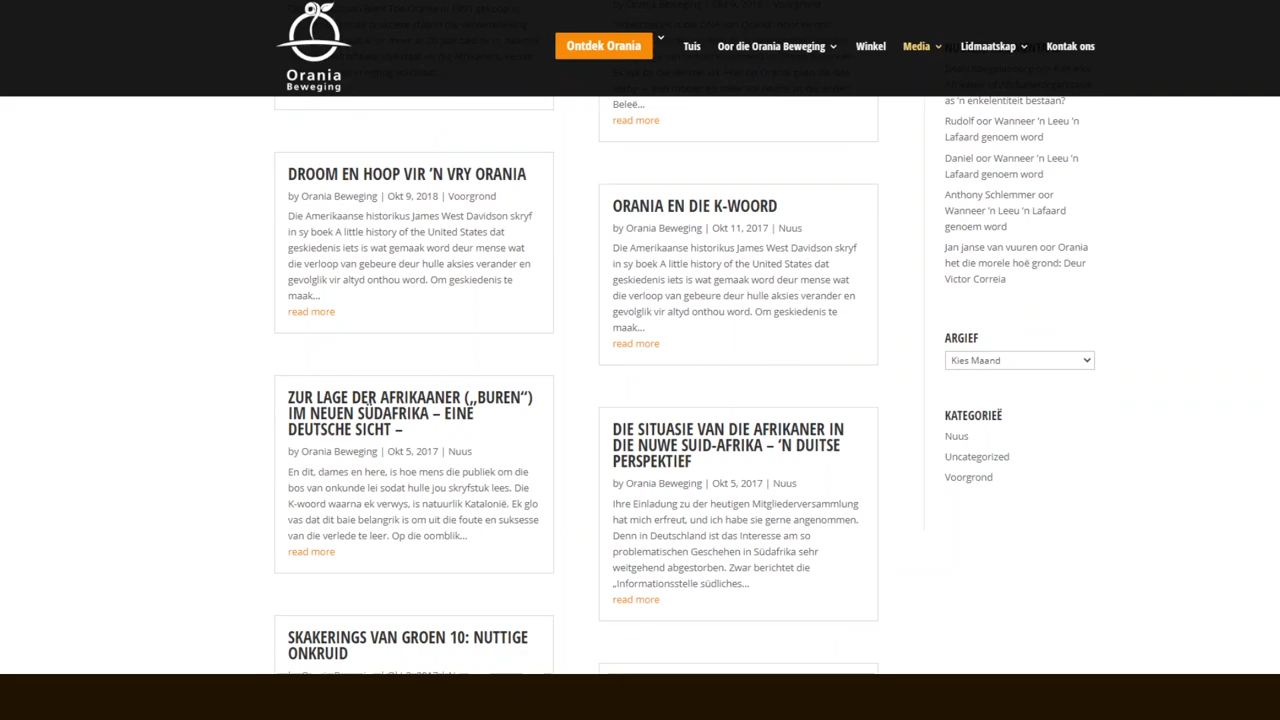 Orania
Beweging
Ontdek Orania
Tuis
Oor die Orania Beweging
Winkel
Media
Lidmaatskap
Kontak ons
DROOM EN HOOP VIR ’N VRY ORANIA
by Orania Beweging | Okt 9, 2018 | Voorgrond
Die Amerikaanse historikus James West Davidson skryf
in sy boek A little history of the United States dat
geskiedenis iets is wat gemaak word deur mense wat
die verloop van gebeure deur hulle aksies verander en
gevolglik vir altyd onthou word. Om geskiedenis te
maak...
read more
ZUR LAGE DER AFRIKAANER („BUREN“)
IM NEUEN SÜDAFRIKA – EINE
DEUTSCHE SICHT –
by Orania Beweging | Okt 5, 2017 | Nuus
En dit, dames en here, is hoe mens die publiek om die
bos van onkunde lei sodat hulle jou skryfstuk lees. Die
K-woord waarna ek verwys, is natuurlik Katalonië. Ek glo
vas dat dit baie belangrik is om uit die foute en suksesse
van die verlede te leer. Op die oomblik...
read more
SKAKERINGS VAN GROEN 10: NUTTIGE
ONKRUID
Beleë...
read more
ORANIA EN DIE K-WOORD
by Orania Beweging | Okt 11, 2017 | Nuus
Die Amerikaanse historikus James West Davidson skryf
in sy boek A little history of the United States dat
geskiedenis iets is wat gemaak word deur mense wat
die verloop van gebeure deur hulle aksies verander en
gevolglik vir altyd onthou word. Om geskiedenis te
maak...
read more
DIE SITUASIE VAN DIE AFRIKANER IN
DIE NUWE SUID-AFRIKA – ‘N DUITSE
PERSPEKTIEF
by Orania Beweging | Okt 5, 2017 | Nuus
Ihre Einladung zu der heutigen Mitgliederversammlung
hat mich erfreut, und ich habe sie gerne angenommen.
Denn in Deutschland ist das Interesse am so
problematischen Geschehen in Südafrika sehr
weitgehend abgestorben. Zwar berichtet die
„Informationsstelle südliches...
read more
as ’n enkelentiteit bestaan?
Rudolf oor Wanneer ’n Leeu ’n
Lafaard genoem word
Daniel oor Wanneer ’n Leeu ’n
Lafaard genoem word
Anthony Schlemmer oor
Wanneer ’n Leeu ’n Lafaard
genoem word
Jan janse van vuuren oor Orania
het die morele hoë grond: Deur
Victor Correia
ARGIEF
Kies Maand
KATEGORIEË
Nuus
Uncategorized
Voorgrond